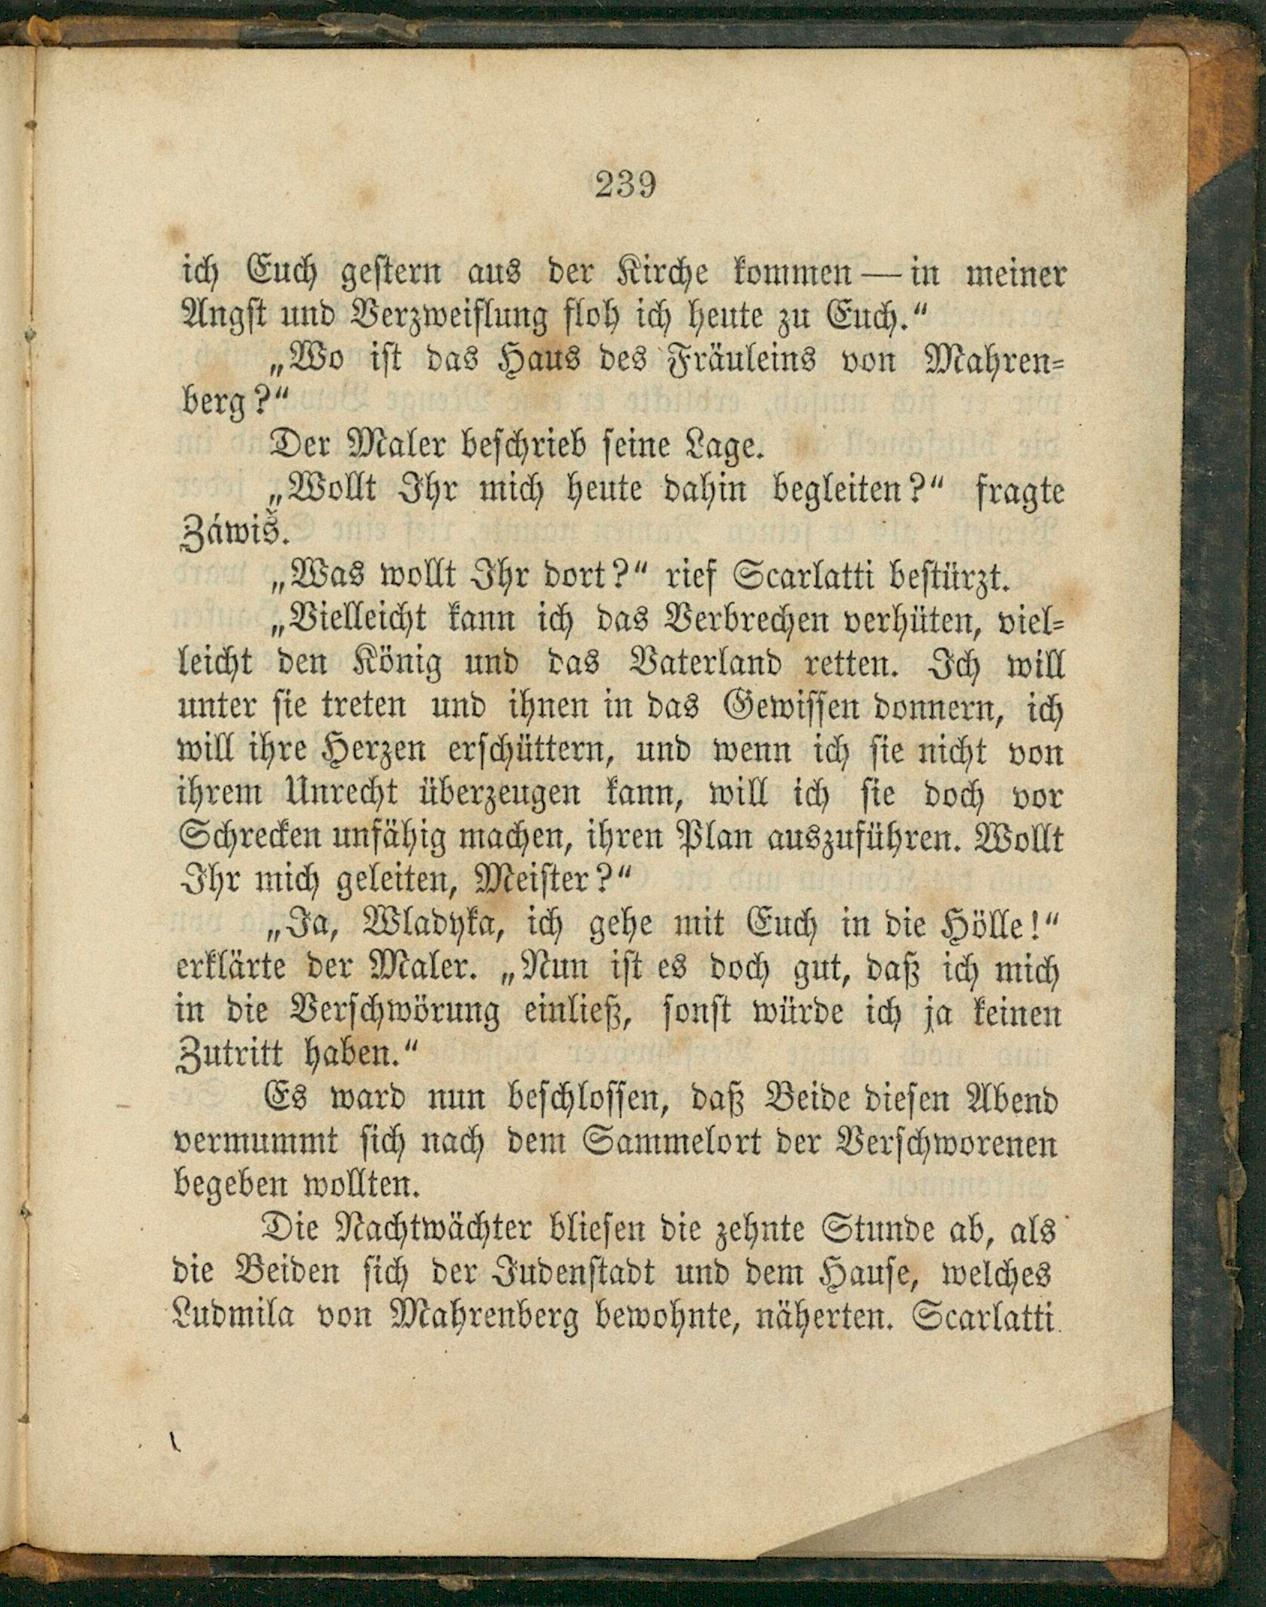 239
ich Euch gestern aus der Kirche kommen — in meiner
Angst und Verzweiflung floh ich heute zu Euch.“
„Wo ist das Haus des Fräuleins von Mahren-
berg?“
Der Maler beschrieb seine Lage.
„Wollt Ihr mich heute dahin begleiten?“ fragte
Záwiš.
„Was wollt Ihr dort?“ rief Scarlatti bestürzt.
„Vielleicht kann ich das Verbrechen verhüten, viel-
leicht den König und das Vaterland retten. Ich will
unter sie treten und ihnen in das Gewissen donnern, ich
will ihre Herzen erschüttern, und wenn ich sie nicht von
ihrem Unrecht überzeugen kann, will ich sie doch vor
Schrecken unfähig machen, ihren Plan auszuführen. Wollt
Ihr mich geleiten, Meister?“
„Ja, Wladyka, ich gehe mit Euch in die Hölle!“
erklärte der Maler. „Nun ist es doch gut, daß ich mich
in die Verschwörung einließ, sonst würde ich ja keinen
Zutritt haben.“
Es ward nun beschlossen, daß Beide diesen Abend
vermummt sich nach dem Sammelort der Verschworenen
begeben wollten.
Die Nachtwächter bliesen die zehnte Stunde ab, als
die Beiden sich der Judenstadt und dem Hause, welches
Ludmila von Mahrenberg bewohnte, näherten. Scarlatti